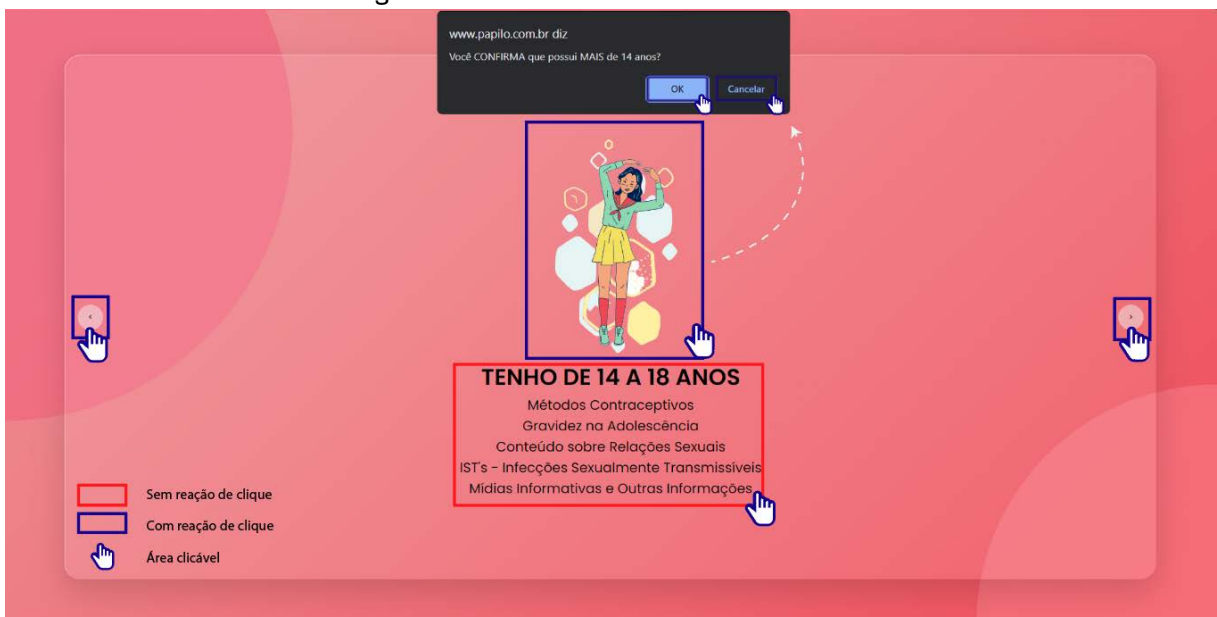 www.papilo.com.br diz
Você CONFIRMA que possui MAIS de 14 anos?
OK
Cancelar
TENHO DE 14 A 18 ANOS
Métodos Contraceptivos
Gravidez na Adolescência
Conteúdo sobre Relações Sexuais
IST's - Infecções Sexualmente Transmissíveis
Mídias Informativas e Outras Informações
Sem reação de clique
Com reação de clique
Área clicável